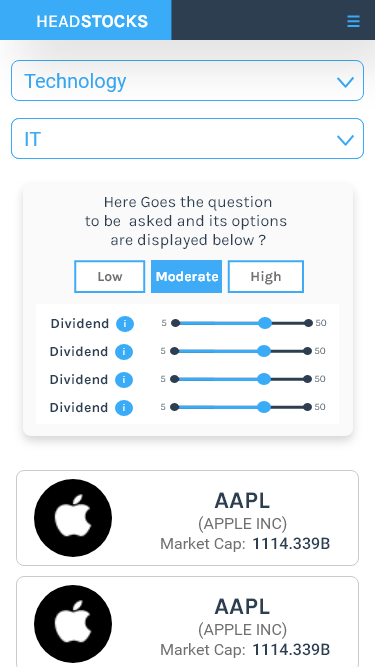 HEADSTOCKS
Technology
IT
Here Goes the question
to be asked and its options
are displayed below ?
Low Moderate High
Dividend i 5 50
Dividend i 5 50
Dividend i 5 50
Dividend i 5 50
AAPL
(APPLE INC)
Market Cap: 1114.339B
AAPL
(APPLE INC)
Market Cap: 1114.339B